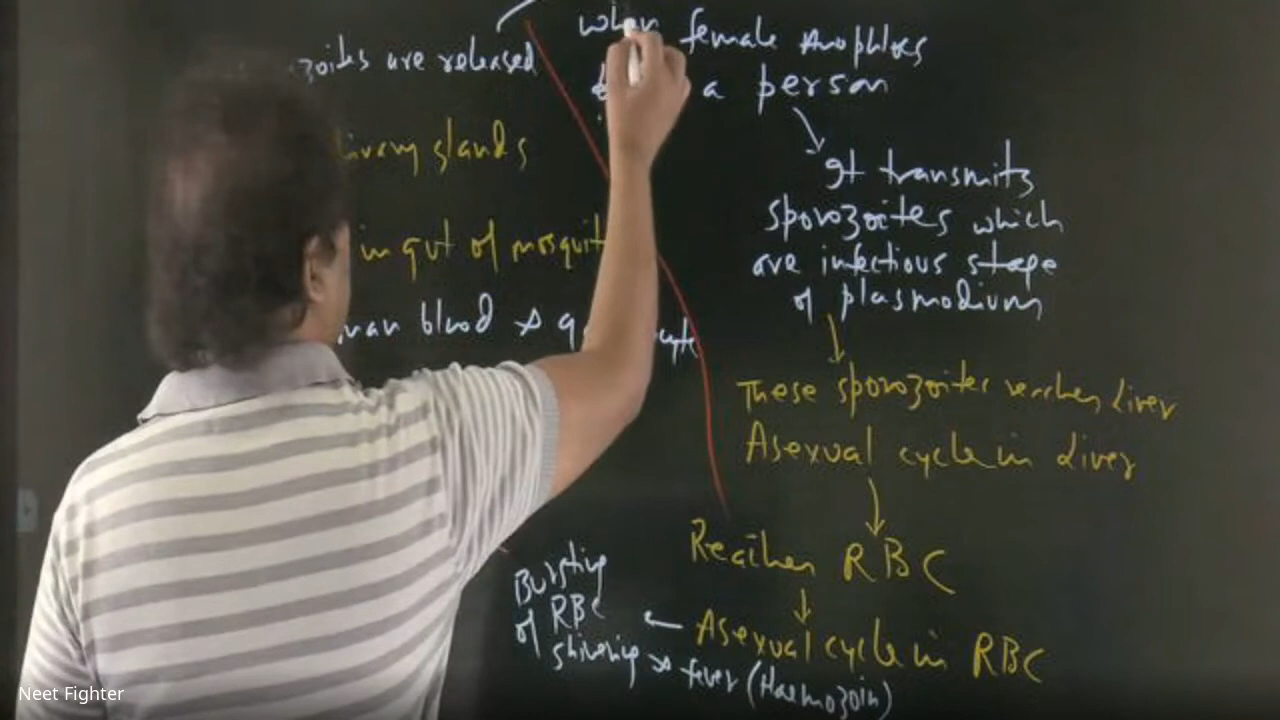 zoites are released
livary glands
in gut of mosquit
man blood
When female Anophles
a person
It transmits
sporozoites which
are infectious stage
of plasmodium
These sporozoites reaches liver
Asexual cycle in liver
Reaches RBC
Asexual cycle in RBC
Bursting
of RBC
shivering & fever (Haemozoin)
Neet Fighter